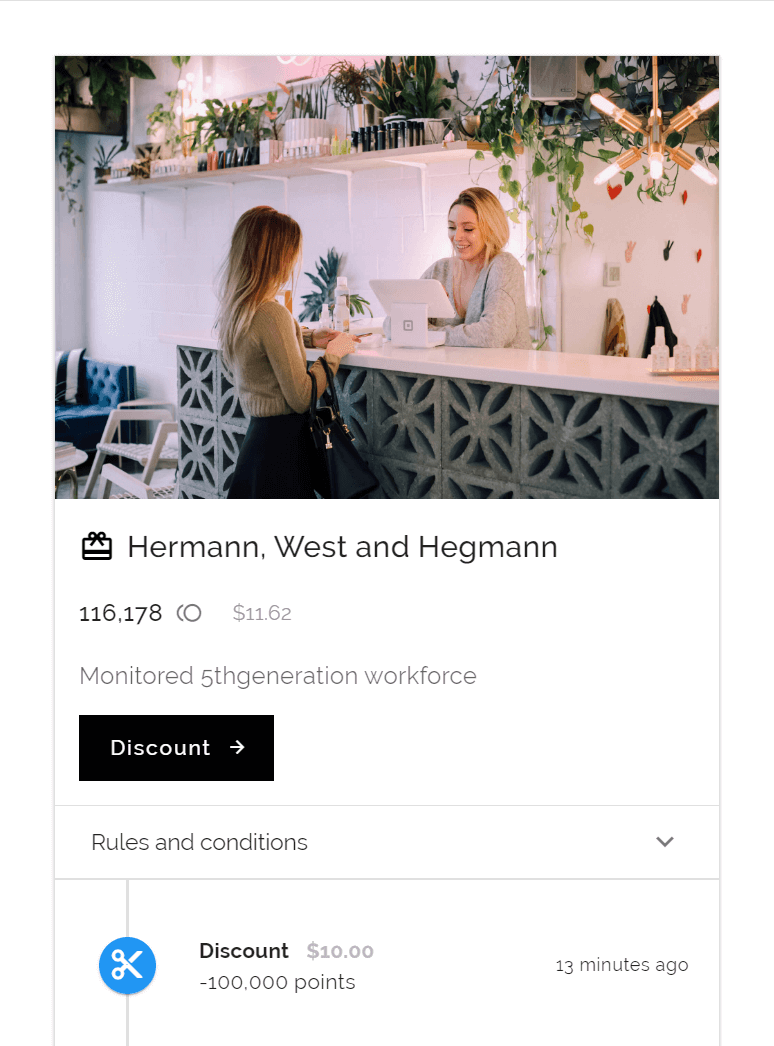 Hermann, West and Hegmann
116,178 $11.62
Monitored 5thgeneration workforce
Discount →
Rules and conditions
Discount $10.00
-100,000 points
13 minutes ago